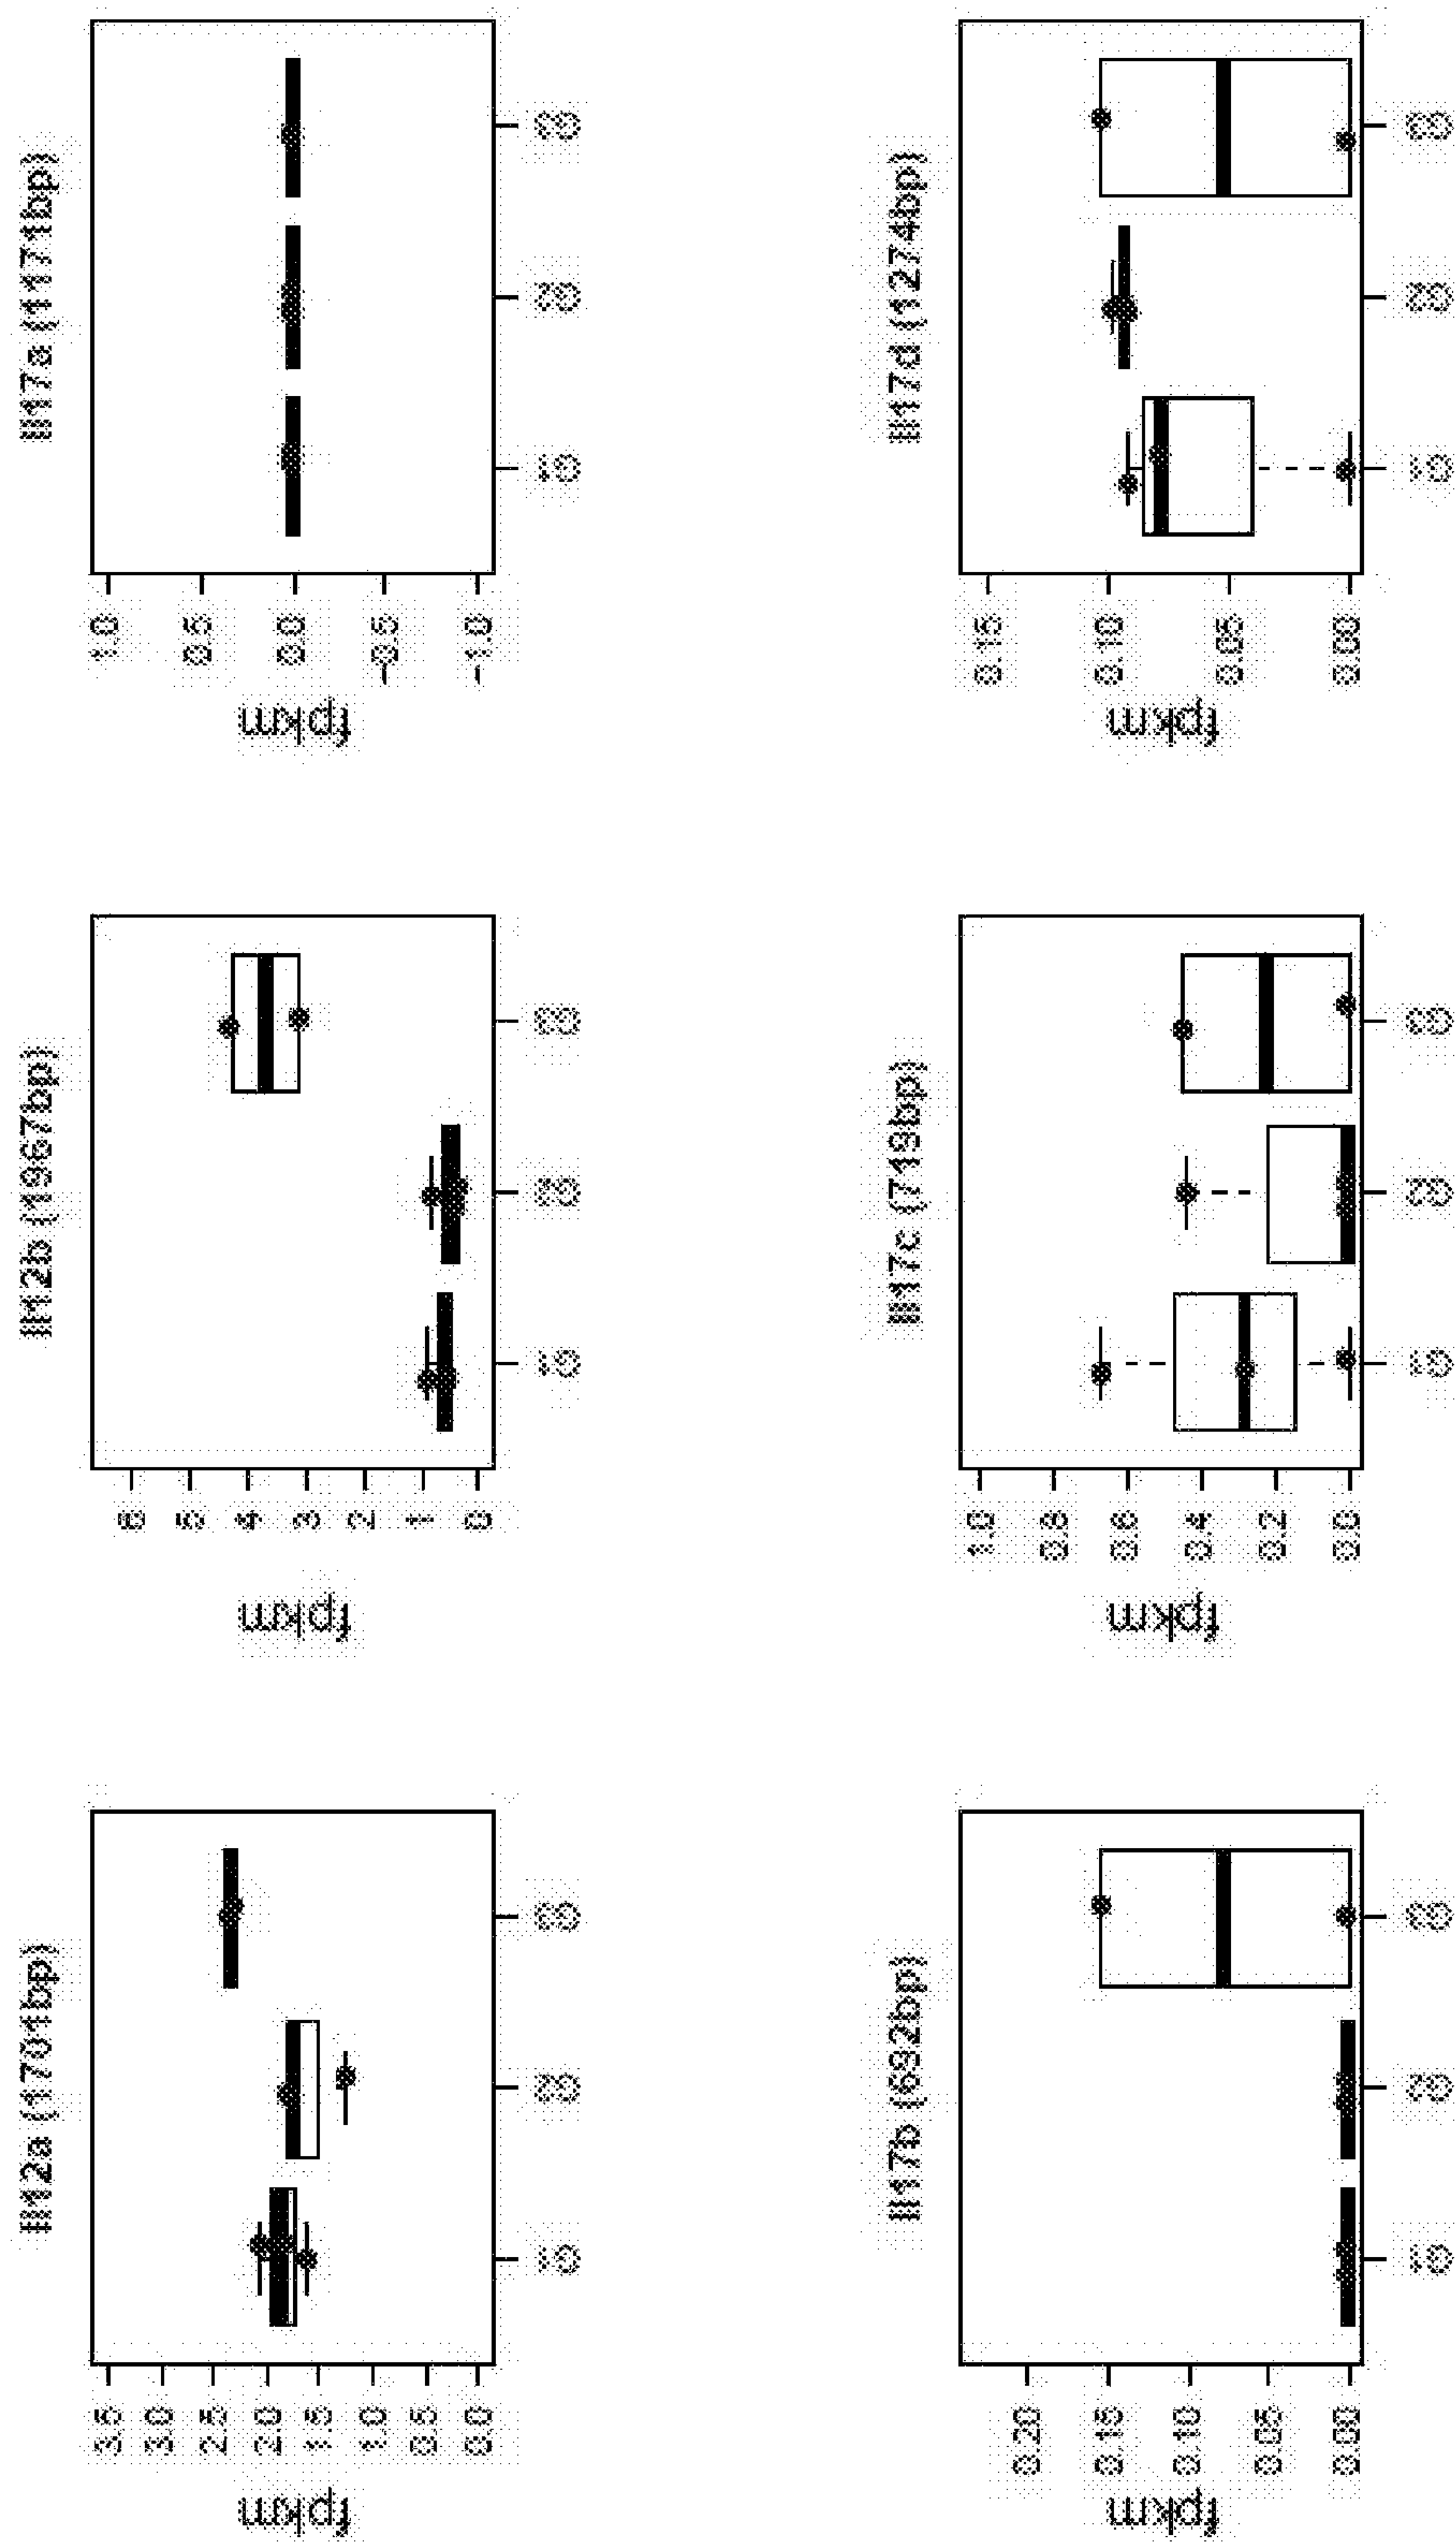 Il12a (1701bp)
fpkm
3.5
3.0
2.5
2.0
1.5
1.0
0.5
0.0
G1 G2 G3
Il12b (1967bp)
fpkm
6
5
4
3
2
1
0
G1 G2 G3
Il17a (1171bp)
fpkm
1.0
0.5
0.0
−0.5
−1.0
G1 G2 G3
Il17b (692bp)
fpkm
0.20
0.15
0.10
0.05
0.00
G1 G2 G3
Il17c (719bp)
fpkm
1.0
0.8
0.6
0.4
0.2
0.0
G1 G2 G3
Il17d (1274bp)
fpkm
0.15
0.10
0.05
0.00
G1 G2 G3